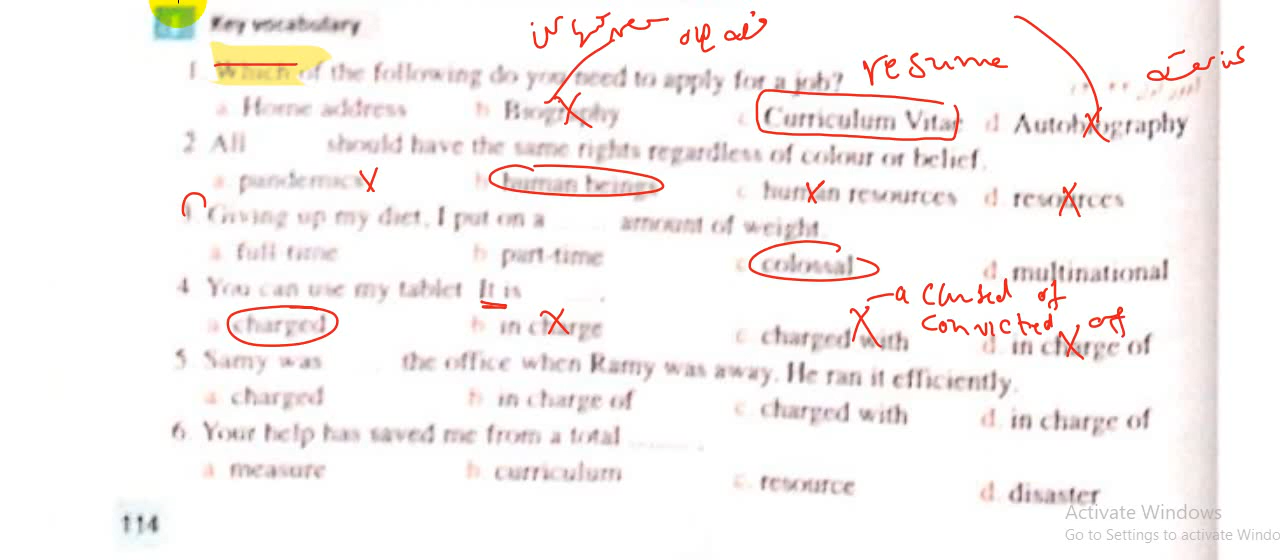 Key vocabulary
1. Which of the following do you need to apply for a job? resume
a. Home address b. Biography c. Curriculum Vitae d. Autobiography
2. All should have the same rights regardless of colour or belief.
a. pandemics b. human beings c. human resources d. resources
Giving up my diet, I put on a ...... amount of weight.
a. full time b. part-time c. colossal d. multinational
4. You can use my tablet. It is ...... .
a. charged b. in charge c. charged with d. in charge of
convicted of
5. Samy was the office when Ramy was away. He ran it efficiently.
a. charged b. in charge of c. charged with d. in charge of
6. Your help has saved me from a total ...... .
a. measure b. curriculum c. resource d. disaster
114
Activate Windows
Go to Settings to activate Windo